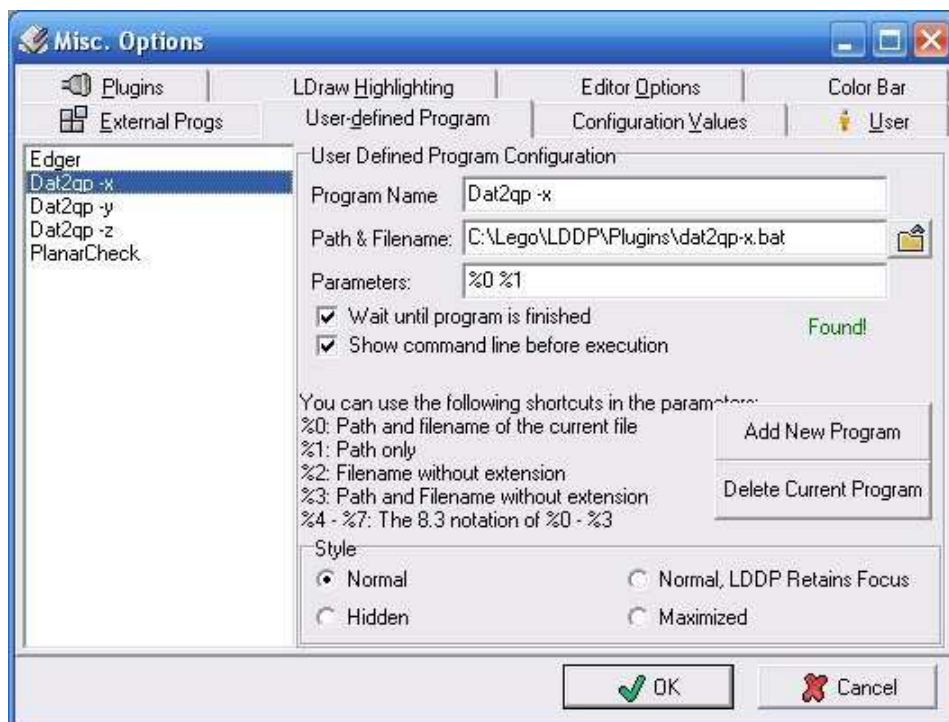 Misc. Options
Plugins
LDraw Highlighting
Editor Options
Color Bar
External Progs
User-defined Program
Configuration Values
User
Edger
Dat2qp -x
Dat2qp -y
Dat2qp -z
PlanarCheck
User Defined Program Configuration
Program Name
Dat2qp -x
Path & Filename:
C:\Lego\LDDP\Plugins\dat2qp-x.bat
Parameters:
%0 %1
Wait until program is finished
Show command line before execution
Found!
You can use the following shortcuts in the parameters:
%0: Path and filename of the current file
%1: Path only
%2: Filename without extension
%3: Path and Filename without extension
%4 - %7: The 8.3 notation of %0 - %3
Add New Program
Delete Current Program
Style
Normal
Normal, LDDP Retains Focus
Hidden
Maximized
OK
Cancel